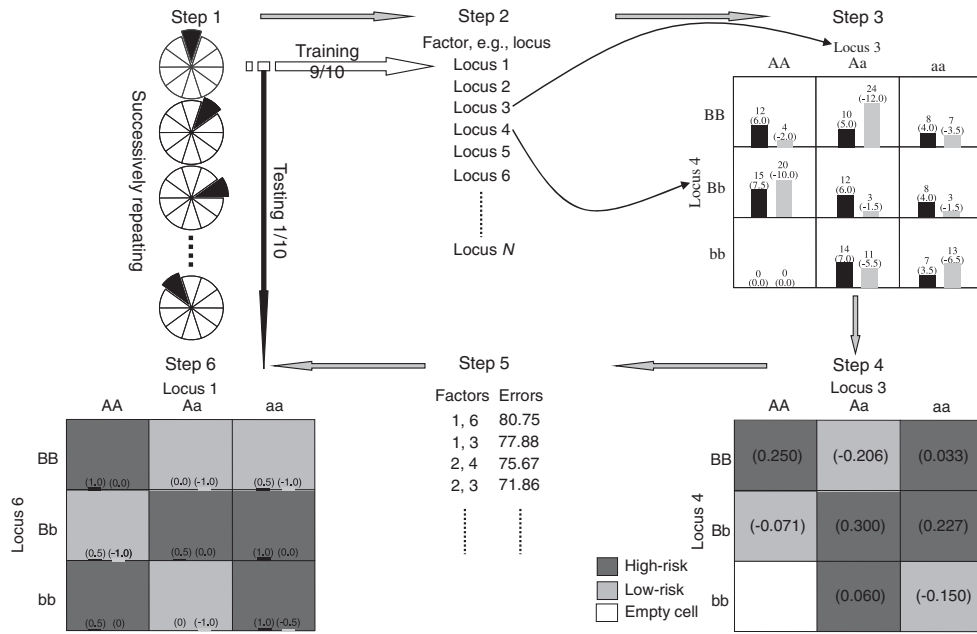 Step 1
Successively repeating
Training
9/10
Testing 1/10
Step 2
Factor, e.g., locus
Locus 1
Locus 2
Locus 3
Locus 4
Locus 5
Locus 6
Locus N
Step 3
Locus 3
AA Aa aa
Locus 4
BB
12
(6.0)
4
(-2.0)
10
(5.0)
24
(-12.0)
8
(4.0)
7
(-3.5)
Bb
15
(7.5)
20
(-10.0)
12
(6.0)
3
(-1.5)
8
(4.0)
3
(-1.5)
bb
0
(0.0)
0
(0.0)
14
(7.0)
11
(-5.5)
7
(3.5)
13
(-6.5)
Step 4
Locus 3
AA Aa aa
Locus 4
BB (0.250) (-0.206) (0.033)
Bb (-0.071) (0.300) (0.227)
bb (0.060) (-0.150)
High-risk
Low-risk
Empty cell
Step 5
Factors Errors
1, 6 80.75
1, 3 77.88
2, 4 75.67
2, 3 71.86
Step 6
Locus 1
AA Aa aa
Locus 6
BB (1.0) (0.0) (0.0) (-1.0) (0.5) (-1.0)
Bb (0.5) (-1.0) (0.5) (0.0) (1.0) (0.0)
bb (0.5) (0) (0) (-1.0) (1.0) (-0.5)